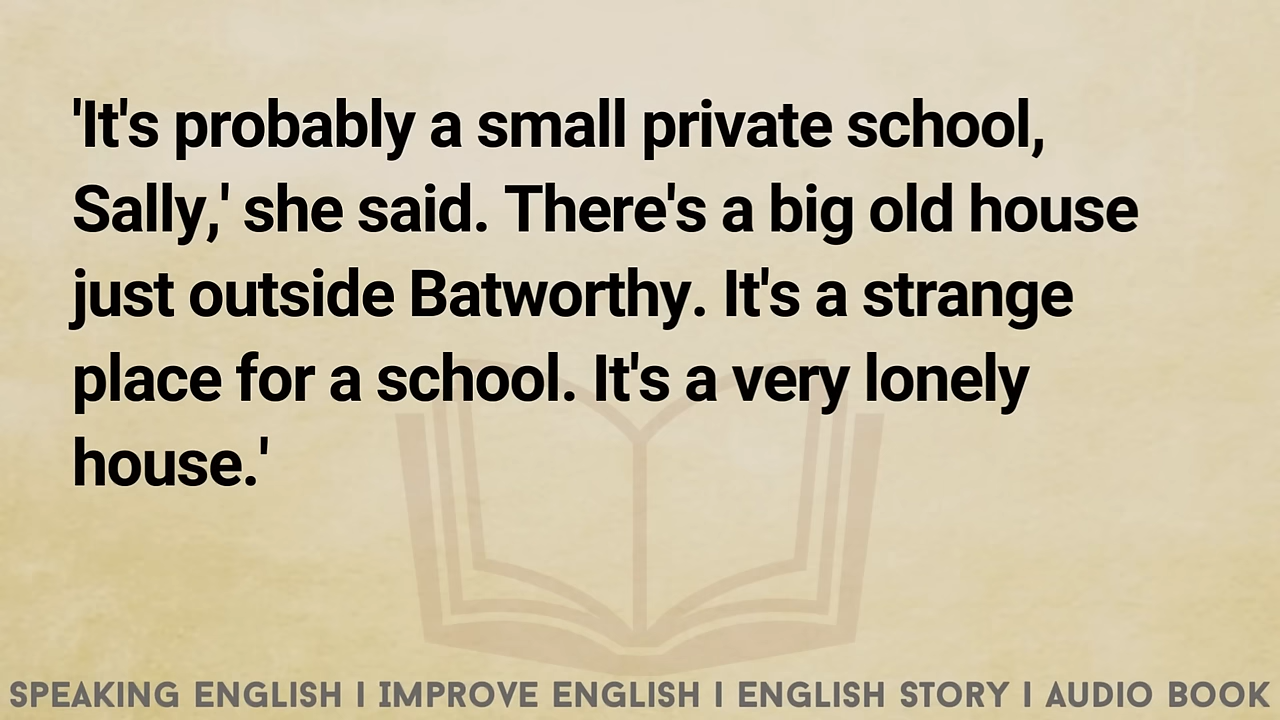 'It's probably a small private school,
Sally,' she said. There's a big old house
just outside Batworthy. It's a strange
place for a school. It's a very lonely
house.'
SPEAKING ENGLISH | IMPROVE ENGLISH | ENGLISH STORY | AUDIO BOOK